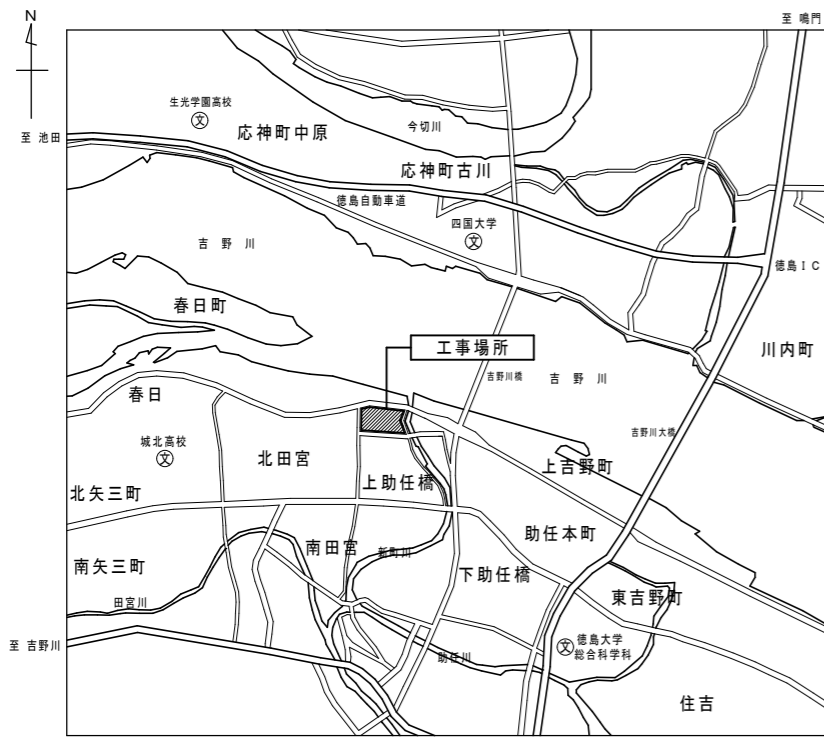 至 鳴門
N
生光学園高校
文
至 池田
応神町中原
今切川
応神町古川
徳島自動車道
四国大学
文
吉 野 川
徳島IC
春日町
工事場所
川内町
吉野川橋
吉 野 川
春日
吉野川大橋
城北高校
文
北田宮
上吉野町
北矢三町
上助任橋
助任本町
南田宮
新町川
南矢三町
下助任橋
田宮川
東吉野町
至 吉野川
文
徳島大学
総合科学科
助任川
住吉